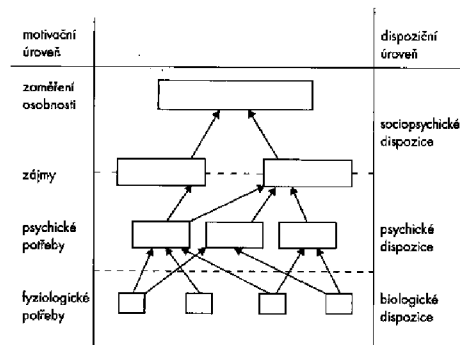 motivační
úroveň
dispoziční
úroveň
zaměření
osobnosti
sociopsychické
dispozice
zájmy
psychické
potřeby
psychické
dispozice
fyziologické
potřeby
biologické
dispozice